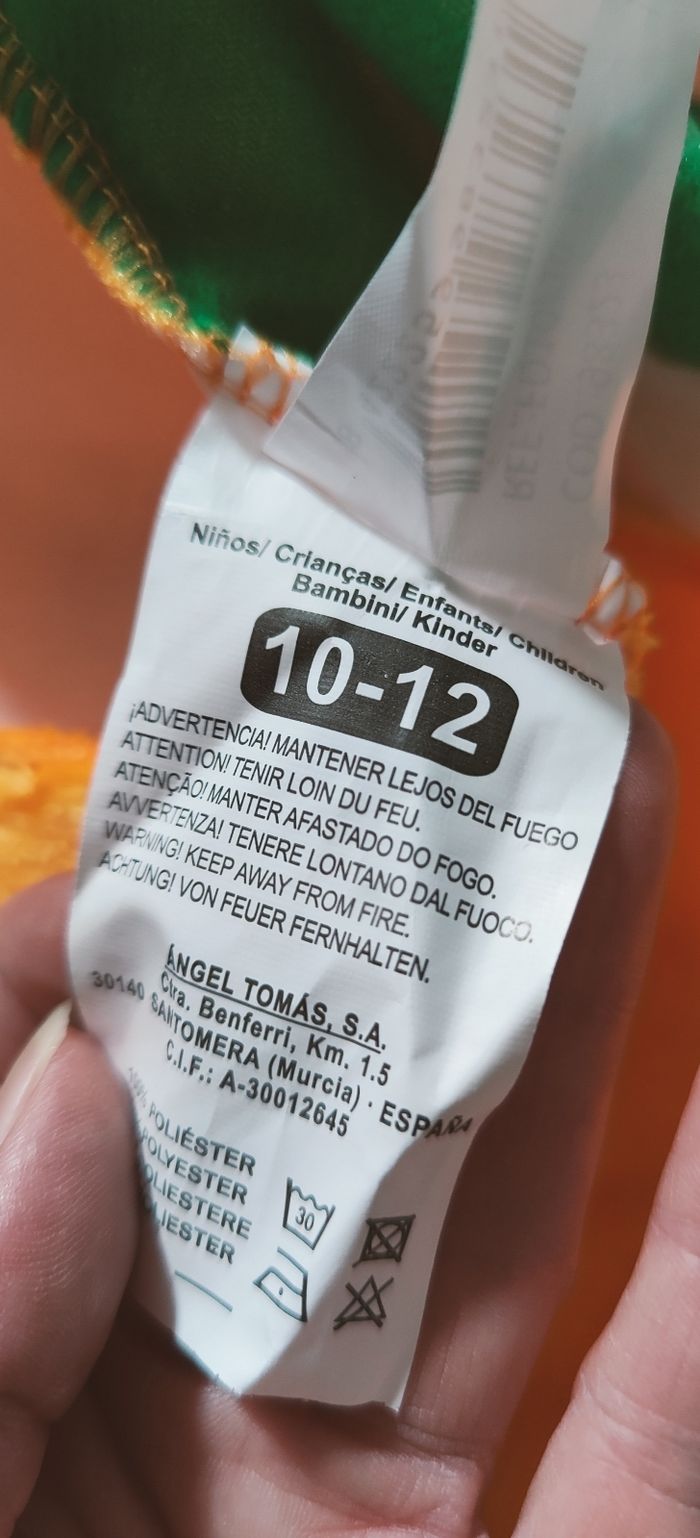 Niños/ Crianças/ Enfants/ Children
Bambini/ Kinder
10-12
¡ADVERTENCIA! MANTENER LEJOS DEL FUEGO
ATTENTION! TENIR LOIN DU FEU.
ATENÇÃO! MANTER AFASTADO DO FOGO.
AVVERTENZA! TENERE LONTANO DAL FUOCO.
WARNING! KEEP AWAY FROM FIRE.
ACHTUNG! VON FEUER FERNHALTEN.
ÁNGEL TOMÁS, S.A.
Ctra. Benferri, Km. 1.5
30140 SANTOMERA (Murcia) · ESPAÑA
C.I.F.: A-30012645
100% POLIÉSTER
POLYESTER
30